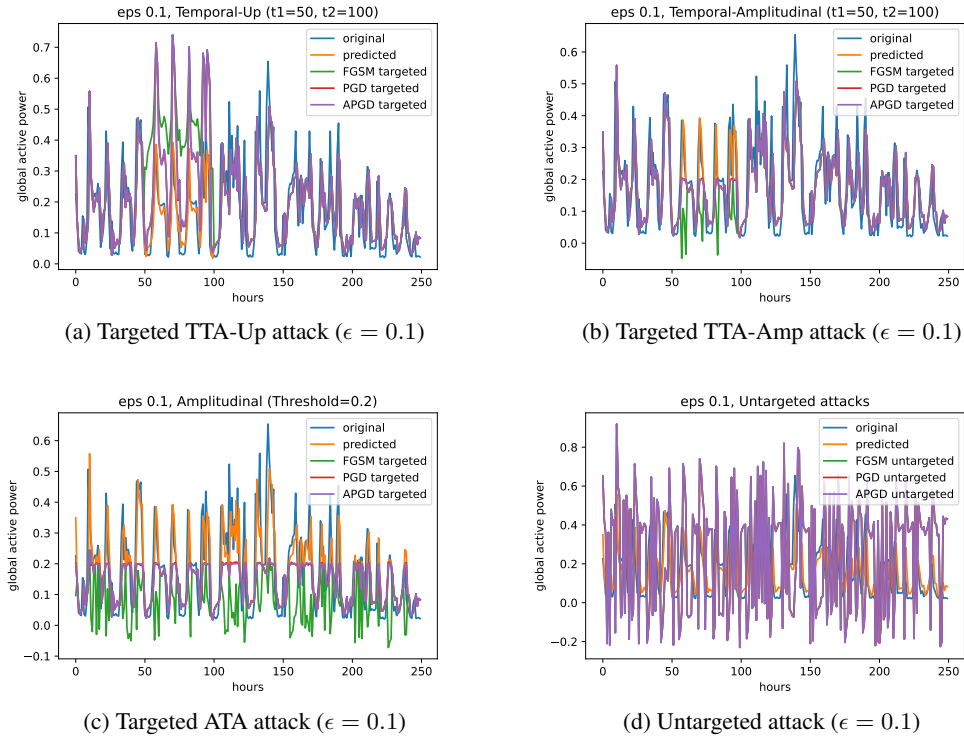 eps 0.1, Temporal-Up (t1=50, t2=100)
0.7
0.6
0.5
0.4
0.3
0.2
0.1
0.0
global active power
original
predicted
FGSM targeted
PGD targeted
APGD targeted
0 50 100 150 200 250
hours
(a) Targeted TTA-Up attack (ϵ = 0.1)
eps 0.1, Temporal-Amplitudinal (t1=50, t2=100)
0.6
0.4
0.2
0.0
global active power
original
predicted
FGSM targeted
PGD targeted
APGD targeted
0 50 100 150 200 250
hours
(b) Targeted TTA-Amp attack (ϵ = 0.1)
eps 0.1, Amplitudinal (Threshold=0.2)
0.6
0.5
0.4
0.3
0.2
0.1
0.0
−0.1
global active power
original
predicted
FGSM targeted
PGD targeted
APGD targeted
0 50 100 150 200 250
hours
(c) Targeted ATA attack (ϵ = 0.1)
eps 0.1, Untargeted attacks
0.8
0.6
0.4
0.2
0.0
−0.2
global active power
original
predicted
FGSM untargeted
PGD untargeted
APGD untargeted
0 50 100 150 200 250
hours
(d) Untargeted attack (ϵ = 0.1)